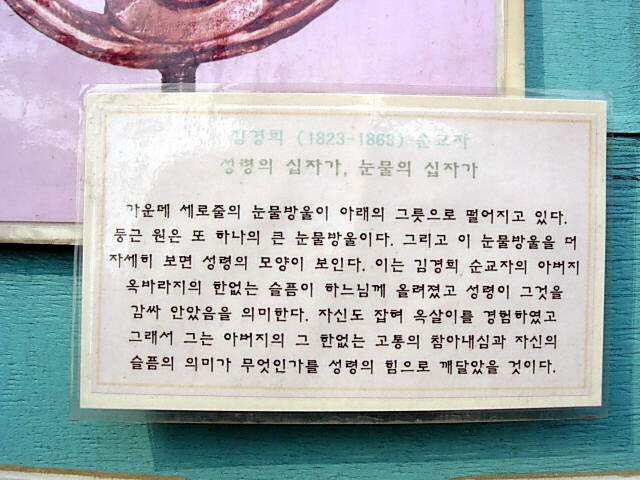 김경희 (1823-1868) 순교자
성령의 십자가, 눈물의 십자가
가운데 세로줄의 눈물방울이 아래의 그릇으로 떨어지고 있다.
둥근 원은 또 하나의 큰 눈물방울이다. 그리고 이 눈물방울을 더
자세히 보면 성령의 모양이 보인다. 이는 김경희 순교자의 아버지
옥바라지의 한없는 슬픔이 하느님께 올려졌고 성령이 그것을
감싸 안았음을 의미한다. 자신도 잡혀 옥살이를 경험하였고
그래서 그는 아버지의 그 한없는 고통의 참아내심과 자신의
슬픔의 의미가 무엇인가를 성령의 힘으로 깨달았을 것이다.